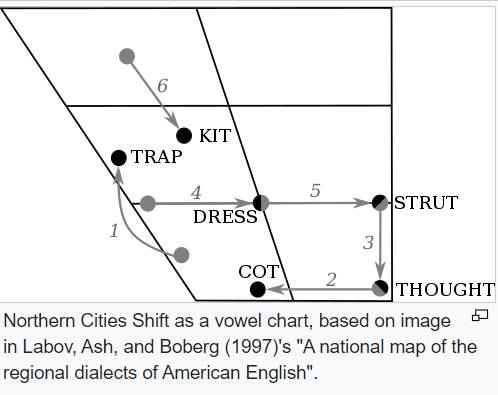 6
KIT
TRAP
4
5
DRESS
STRUT
1
3
COT
2
THOUGHT
Northern Cities Shift as a vowel chart, based on image
in Labov, Ash, and Boberg (1997)'s "A national map of the
regional dialects of American English".